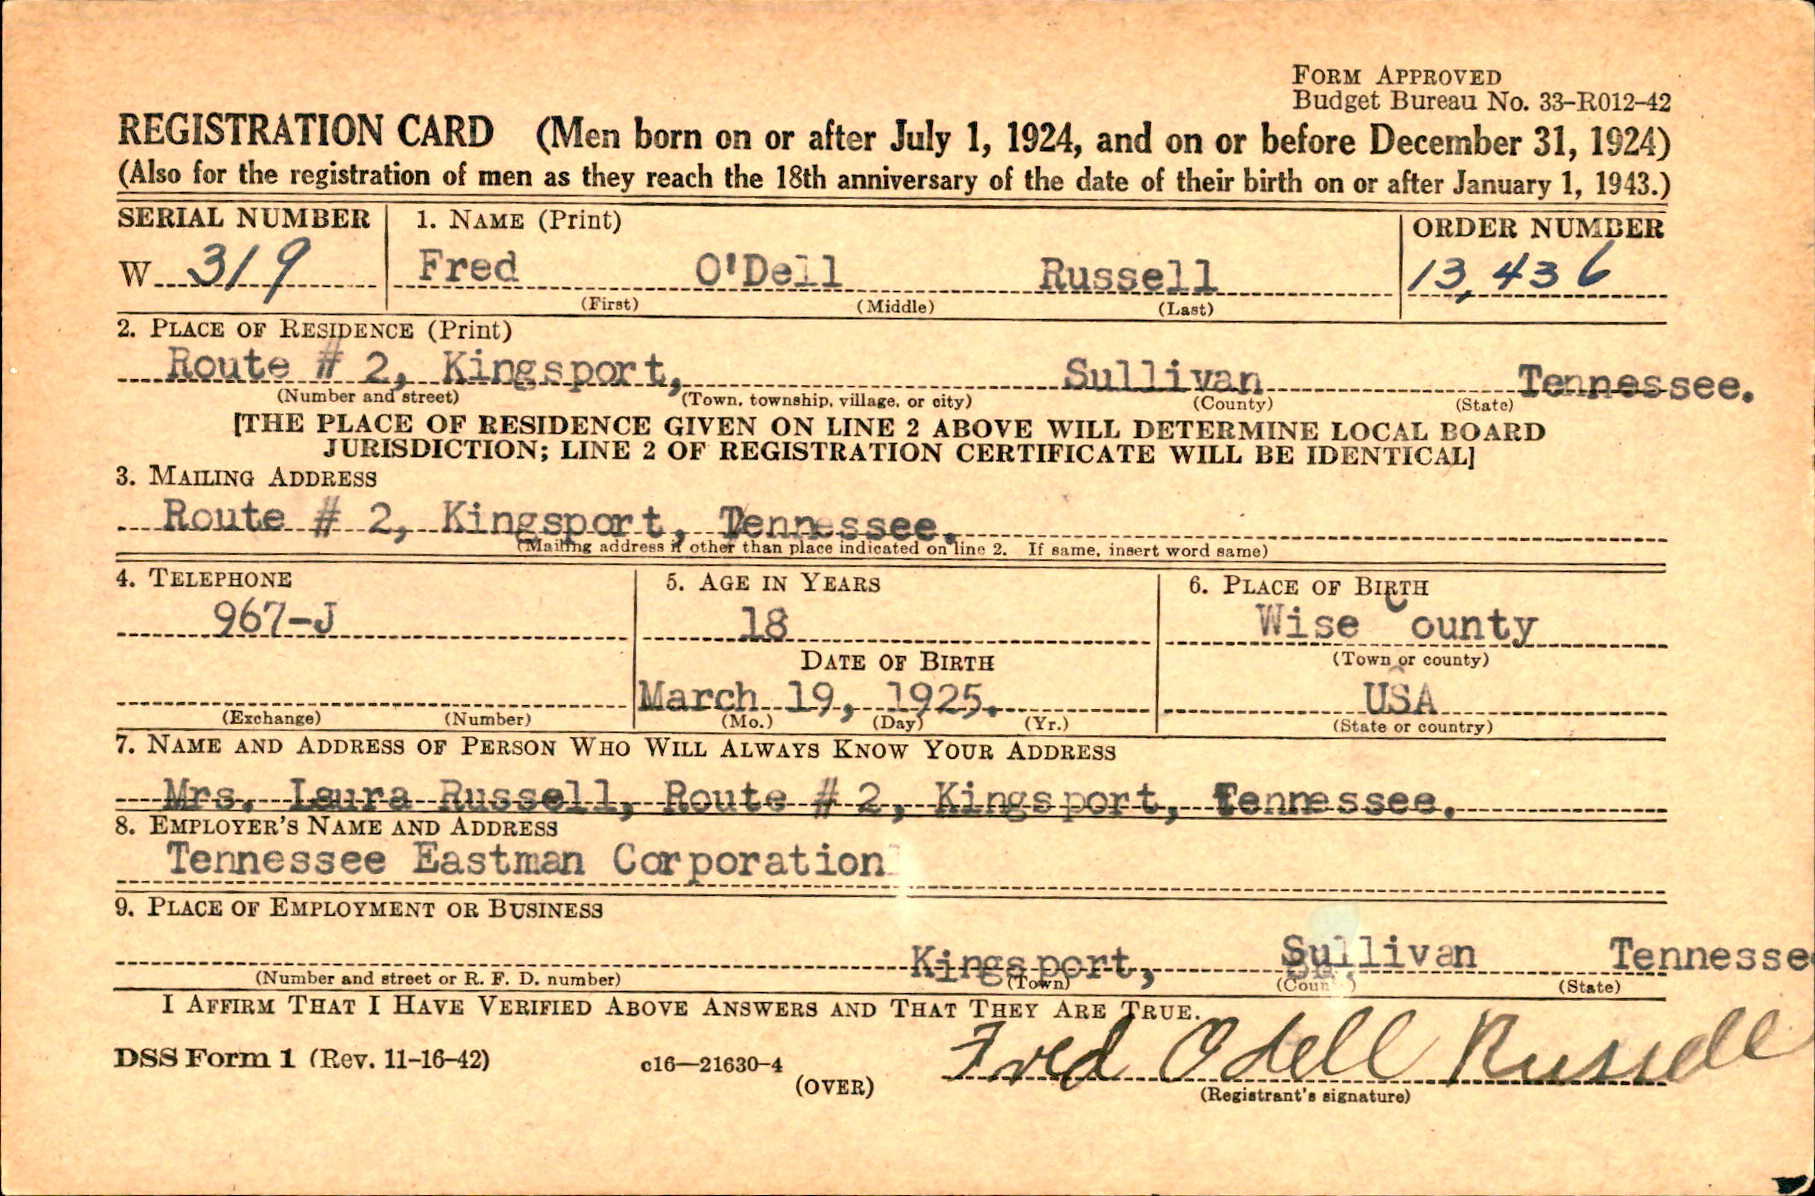 FORM APPROVED
Budget Bureau No. 33-R012-42
REGISTRATION CARD (Men born on or after July 1, 1924, and on or before December 31, 1924)
(Also for the registration of men as they reach the 18th anniversary of the date of their birth on or after January 1, 1943.)
SERIAL NUMBER 1. NAME (Print) ORDER NUMBER
W 319 Fred O'Dell Russell 13,436
(First) (Middle) (Last)
2. PLACE OF RESIDENCE (Print)
Route # 2, Kingsport, Sullivan Tennessee.
(Number and street) (Town, township, village, or city) (County) (State)
[THE PLACE OF RESIDENCE GIVEN ON LINE 2 ABOVE WILL DETERMINE LOCAL BOARD
JURISDICTION; LINE 2 OF REGISTRATION CERTIFICATE WILL BE IDENTICAL]
3. MAILING ADDRESS
Route # 2, Kingsport, Tennessee.
(Mailing address if other than place indicated on line 2. If same, insert word same)
4. TELEPHONE 5. AGE IN YEARS 6. PLACE OF BIRTH
967-J 18 Wise County
DATE OF BIRTH (Town or county)
March 19, 1925. USA
(Exchange) (Number) (Mo.) (Day) (Yr.) (State or country)
7. NAME AND ADDRESS OF PERSON WHO WILL ALWAYS KNOW YOUR ADDRESS
Mrs. Laura Russell, Route # 2, Kingsport, Tennessee.
8. EMPLOYER'S NAME AND ADDRESS
Tennessee Eastman Corporation
9. PLACE OF EMPLOYMENT OR BUSINESS
Kingsport, Sullivan Tennesse
(Number and street or R. F. D. number) (Town) (County) (State)
I AFFIRM THAT I HAVE VERIFIED ABOVE ANSWERS AND THAT THEY ARE TRUE.
DSS Form 1 (Rev. 11-16-42) c16—21630-4 Fred Odell Russell
(OVER) (Registrant's signature)